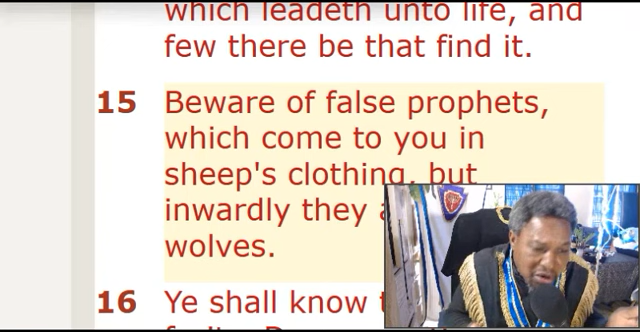 which leadeth unto life, and
few there be that find it.
15 Beware of false prophets,
which come to you in
sheep's clothing, but
inwardly they
wolves.
16 Ye shall know